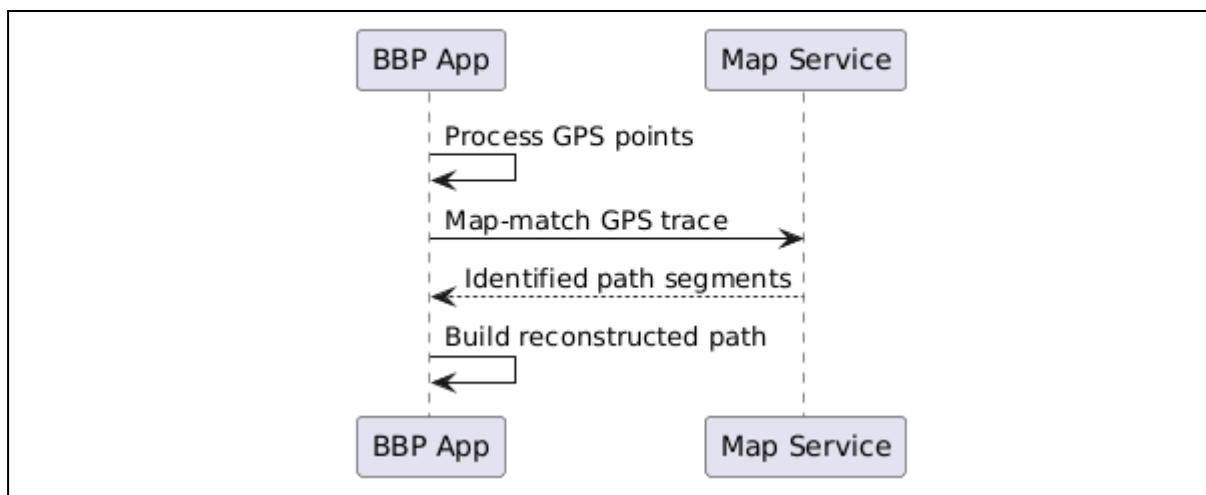 BBP App
Map Service
Process GPS points
Map-match GPS trace
Identified path segments
Build reconstructed path
BBP App
Map Service